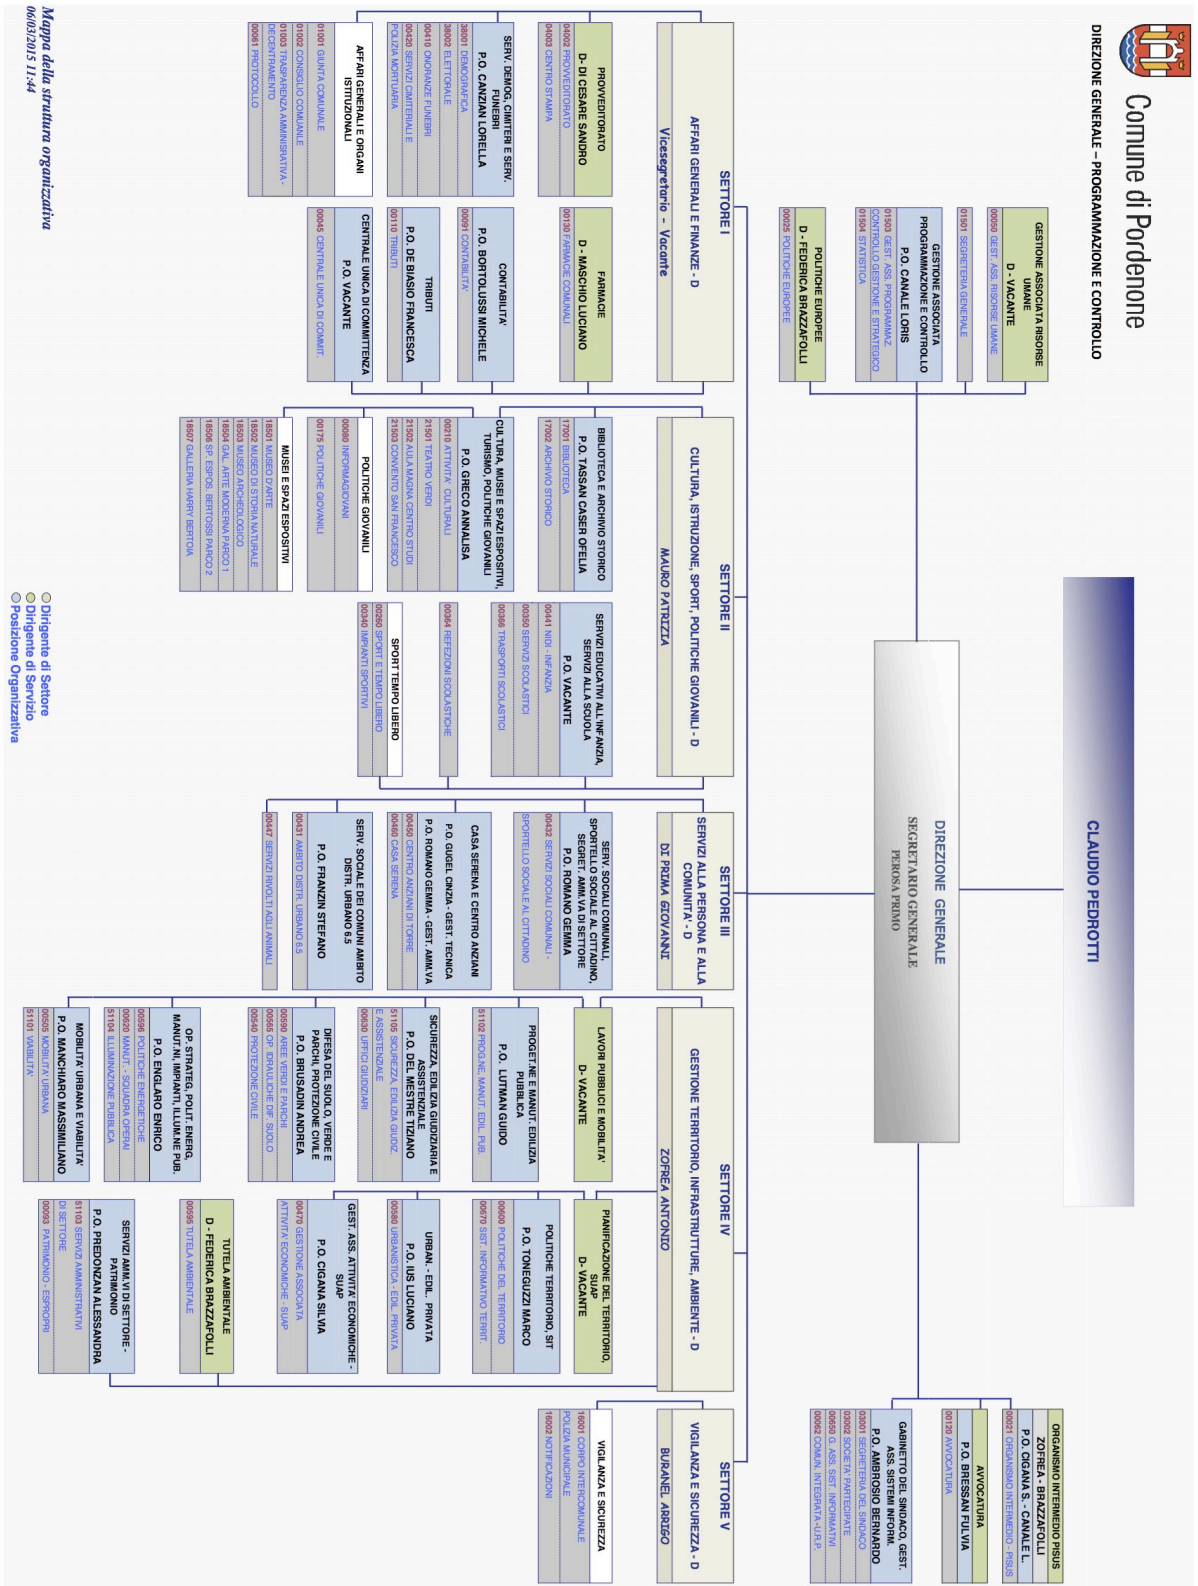 Comune di Pordenone
DIREZIONE GENERALE – PROGRAMMAZIONE E CONTROLLO
CLAUDIO PEDROTTI
DIREZIONE GENERALE
SEGRETARIO GENERALE
PEROSA PRIMO
GESTIONE ASSOCIATA RISORSE
UMANE
D - VACANTE
00050 GEST. ASS. RISORSE UMANE
01501 SEGRETERIA GENERALE
GESTIONE ASSOCIATA
PROGRAMMAZIONE E CONTROLLO
P.O. CANALE LORIS
01503 GEST. ASS. PROGRAMMAZ.
CONTROLLO GESTIONE E STRATEGICO
01504 STATISTICA
POLITICHE EUROPEE
D - FEDERICA BRAZZAFOLLI
00025 POLITICHE EUROPEE
ORGANISMO INTERMEDIO PISUS
ZOFREA - BRAZZAFOLLI
P.O. CIGANA S. - CANALE L.
00021 ORGANISMO INTERMEDIO - PISUS
AVVOCATURA
P.O. BRESSAN FULVIA
00120 AVVOCATURA
GABINETTO DEL SINDACO, GEST.
ASS. SISTEMI INFORM.
P.O. AMBROSIO BERNARDO
03001 SEGRETERIA DEL SINDACO
03002 SOCIETA' PARTECIPATE
00650 G. ASS. SIST. INFORMATIVI
00062 COMUN. INTEGRATA - U.R.P.
SETTORE I
AFFARI GENERALI E FINANZE - D
Vicesegretario - Vacante
PROVVEDITORATO
D- DI CESARE SANDRO
04002 PROVVEDITORATO
04003 CENTRO STAMPA
SERV. DEMOG, CIMITERI E SERV.
FUNEBRI
P.O. CANZIAN LORELLA
38001 DEMOGRAFICA
38002 ELETTORALE
00410 ONORANZE FUNEBRI
00420 SERVIZI CIMITERIALI E
POLIZIA MORTUARIA
AFFARI GENERALI E ORGANI
ISTITUZIONALI
01001 GIUNTA COMUNALE
01002 CONSIGLIO COMUANLE
01003 TRASPARENZA AMMINISRATIVA -
DECENTRAMENTO
00061 PROTOCOLLO
FARMACIE
D - MASCHIO LUCIANO
00130 FARMACIE COMUNALI
CONTABILITA'
P.O. BORTOLUSSI MICHELE
00091 CONTABILITA'
TRIBUTI
P.O. DE BIASIO FRANCESCA
00110 TRIBUTI
CENTRALE UNICA DI COMMITTENZA
P.O. VACANTE
00045 CENTRALE UNICA DI COMMIT.
SETTORE II
CULTURA, ISTRUZIONE, SPORT, POLITICHE GIOVANILI - D
MAURO PATRIZIA
BIBLIOTECA E ARCHIVIO STORICO
P.O. TASSAN CASER OFELIA
17001 BIBLIOTECA
17002 ARCHIVIO STORICO
CULTURA, MUSEI E SPAZI ESPOSITIVI,
TURISMO, POLITICHE GIOVANILI
P.O. GRECO ANNALISA
00210 ATTIVITA' CULTURALI
21501 TEATRO VERDI
21502 AULA MAGNA CENTRO STUDI
21503 CONVENTO SAN FRANCESCO
POLITICHE GIOVANILI
00080 INFORMAGIOVANI
00175 POLITICHE GIOVANILI
MUSEI E SPAZI ESPOSITIVI
18501 MUSEO D'ARTE
18502 MUSEO DI STORIA NATURALE
18503 MUSEO ARCHEOLOGICO
18504 GAL. ARTE MODERNA PARCO 1
18506 SP. ESPOS. BERTOSSI PARCO 2
18507 GALLERIA HARRY BERTOIA
SERVIZI EDUCATIVI ALL'INFANZIA,
SERVIZI ALLA SCUOLA
P.O. VACANTE
00441 NIDI - INFANZIA
00350 SERVIZI SCOLASTICI
00366 TRASPORTI SCOLASTICI
00364 REFEZIONI SCOLASTICHE
SPORT TEMPO LIBERO
00260 SPORT E TEMPO LIBERO
00340 IMPIANTI SPORTIVI
SETTORE III
SERVIZI ALLA PERSONA E ALLA
COMUNITA' - D
DI PRIMA GIOVANNI
SERV. SOCIALI COMUNALI,
SPORTELLO SOCIALE AL CITTADINO,
SEGRET. AMM.VA DI SETTORE
P.O. ROMANO GEMMA
00432 SERVIZI SOCIALI COMUNALI -
SPORTELLO SOCIALE AL CITTADINO
CASA SERENA E CENTRO ANZIANI
P.O. GUGEL CINZIA - GEST. TECNICA
P.O. ROMANO GEMMA - GEST. AMM.VA
00450 CENTRO ANZIANI DI TORRE
00460 CASA SERENA
SERV. SOCIALE DEI COMUNI AMBITO
DISTR. URBANO 6.5
P.O. FRANZIN STEFANO
00431 AMBITO DISTR. URBANO 6.5
00447 SERVIZI RIVOLTI AGLI ANIMALI
SETTORE IV
GESTIONE TERRITORIO, INFRASTRUTTURE, AMBIENTE - D
ZOFREA ANTONIO
LAVORI PUBBLICI E MOBILITA'
D- VACANTE
PROGET.NE E MANUT. EDILIZIA
PUBBLICA
P.O. LUTMAN GUIDO
51102 PROG.NE, MANUT. EDIL. PUB.
SICUREZZA, EDILIZIA GIUDIZIARIA E
ASSISTENZIALE
P.O. DEL MESTRE TIZIANO
51105 SICUREZZA, EDILIZIA GIUDIZ.
E ASSISTENZIALE
00630 UFFICI GIUDIZIARI
DIFESA DEL SUOLO, VERDE E
PARCHI, PROTEZIONE CIVILE
P.O. BRUSADIN ANDREA
00590 AREE VERDI E PARCHI
00565 OP. IDRAULICHE DIF. SUOLO
00540 PROTEZIONE CIVILE
OP. STRATEG, POLIT. ENERG,
MANUT.NI, IMPIANTI, ILLUM.NE PUB.
P.O. ENGLARO ENRICO
00596 POLITICHE ENERGETICHE
00620 MANUT. - SQUADRA OPERAI
51104 ILLUMINAZIONE PUBBLICA
MOBILITA' URBANA E VIABILITA'
P.O. MANCHIARO MASSIMILIANO
00505 MOBILITA' URBANA
51101 VIABILITA'
PIANIFICAZIONE DEL TERRITORIO,
SUAP
D- VACANTE
POLITICHE TERRITORIO, SIT
P.O. TONEGUZZI MARCO
00600 POLITICHE DEL TERRITORIO
00670 SIST. INFORMATIVO TERRIT.
URBAN. - EDIL. PRIVATA
P.O. IUS LUCIANO
00580 URBANISTICA - EDIL. PRIVATA
GEST. ASS. ATTIVITA' ECONOMICHE -
SUAP
P.O. CIGANA SILVIA
00470 GESTIONE ASSOCIATA
ATTIVITA' ECONOMICHE - SUAP
TUTELA AMBIENTALE
D - FEDERICA BRAZZAFOLLI
00595 TUTELA AMBIENTALE
SERVIZI AMM.VI DI SETTORE -
PATRIMONIO
P.O. PREDONZAN ALESSANDRA
51103 SERVIZI AMMINISTRATIVI
DI SETTORE
00093 PATRIMONIO - ESPROPRI
SETTORE V
VIGILANZA E SICUREZZA - D
BURANEL ARRIGO
VIGILANZA E SICUREZZA
16001 CORPO INTERCOMUNALE
POLIZIA MUNICIPALE
16002 NOTIFICAZIONI
Mappa della struttura organizzativa
06/03/2015 11:44
Dirigente di Settore
Dirigente di Servizio
Posizione Organizzativa